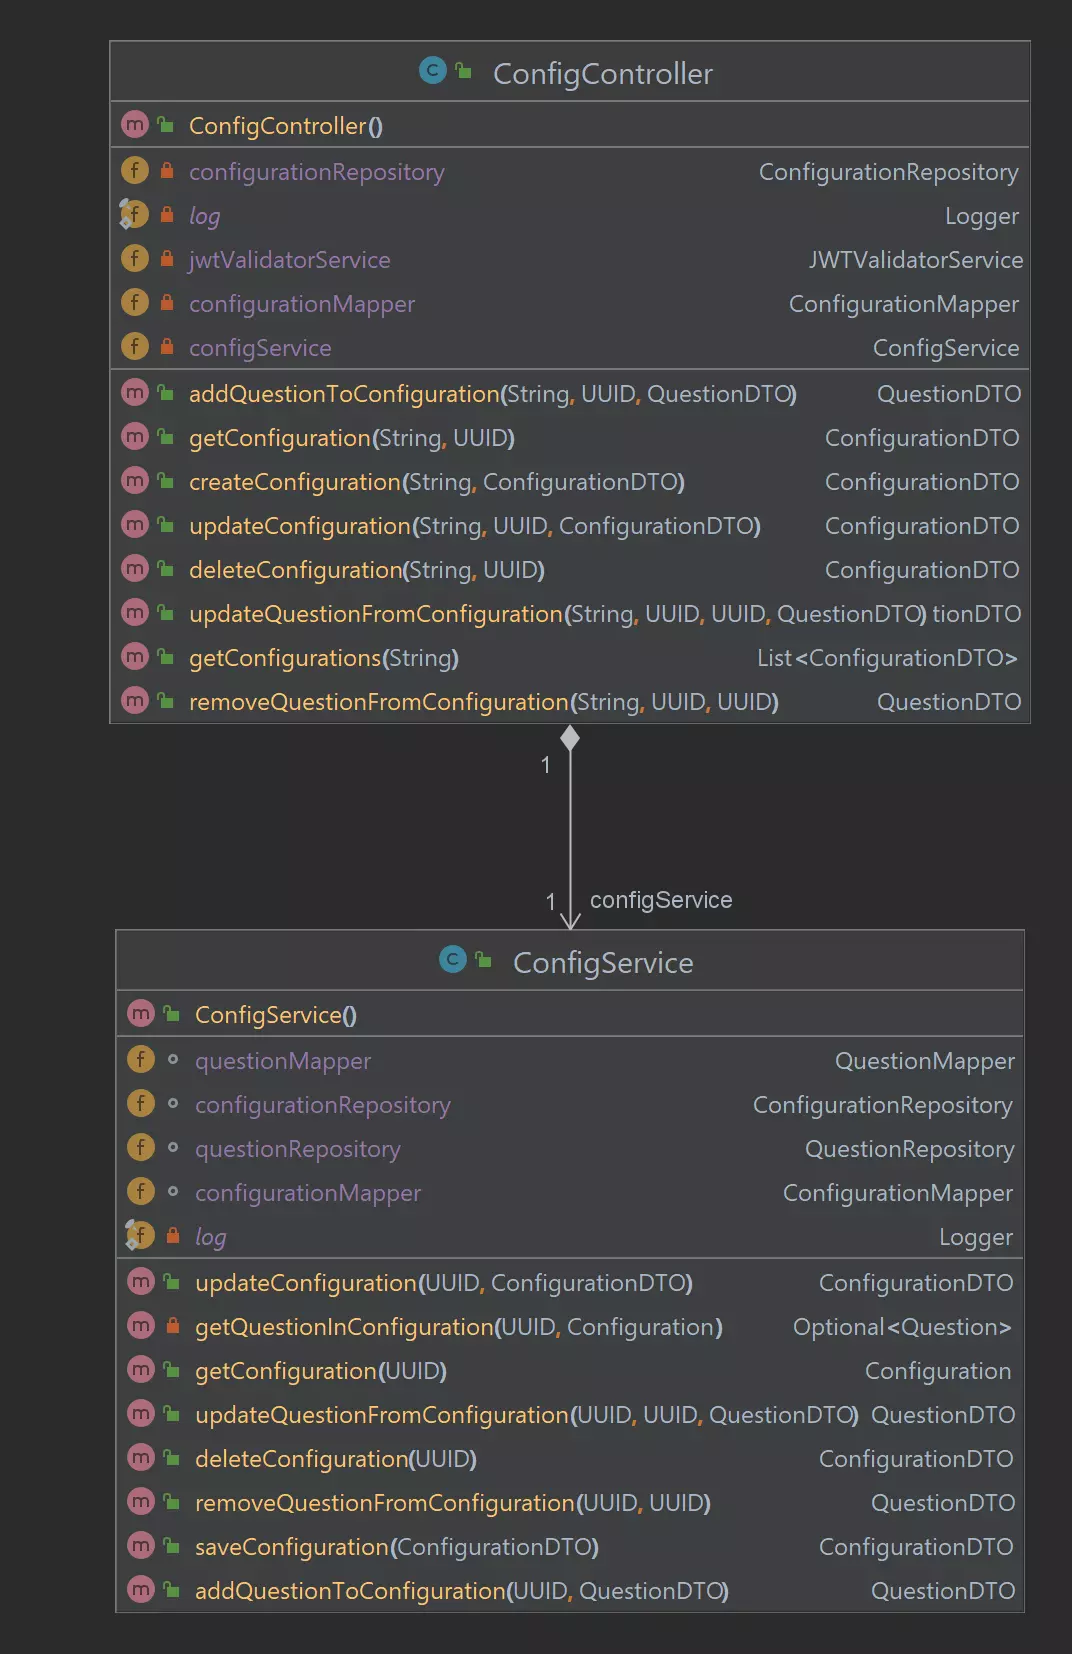 ConfigController
ConfigController()
configurationRepository ConfigurationRepository
log Logger
jwtValidatorService JWTValidatorService
configurationMapper ConfigurationMapper
configService ConfigService
addQuestionToConfiguration(String, UUID, QuestionDTO) QuestionDTO
getConfiguration(String, UUID) ConfigurationDTO
createConfiguration(String, ConfigurationDTO) ConfigurationDTO
updateConfiguration(String, UUID, ConfigurationDTO) ConfigurationDTO
deleteConfiguration(String, UUID) ConfigurationDTO
updateQuestionFromConfiguration(String, UUID, UUID, QuestionDTO) tionDTO
getConfigurations(String) List<ConfigurationDTO>
removeQuestionFromConfiguration(String, UUID, UUID) QuestionDTO
1
1 configService
ConfigService
ConfigService()
questionMapper QuestionMapper
configurationRepository ConfigurationRepository
questionRepository QuestionRepository
configurationMapper ConfigurationMapper
log Logger
updateConfiguration(UUID, ConfigurationDTO) ConfigurationDTO
getQuestionInConfiguration(UUID, Configuration) Optional<Question>
getConfiguration(UUID) Configuration
updateQuestionFromConfiguration(UUID, UUID, QuestionDTO) QuestionDTO
deleteConfiguration(UUID) ConfigurationDTO
removeQuestionFromConfiguration(UUID, UUID) QuestionDTO
saveConfiguration(ConfigurationDTO) ConfigurationDTO
addQuestionToConfiguration(UUID, QuestionDTO) QuestionDTO